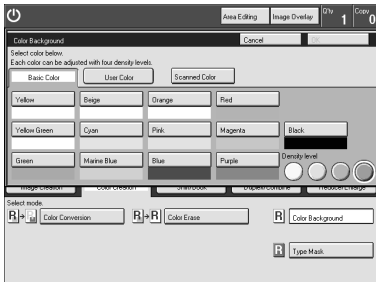 Area Editing Image Overlay Q'ty 1 Copy 0
Color Background Cancel OK
Select color below.
Each color can be adjusted with four density levels.
Basic Color User Color Scanned Color
Yellow Beige Orange Red
Yellow Green Cyan Pink Magenta Black
Green Marine Blue Blue Purple Density level
Image Creation Color Creation Shift/Book Duplex/Combine Reduce/Enlarge
Select mode.
R R Color Conversion R R Color Erase R Color Background
R Type Mask